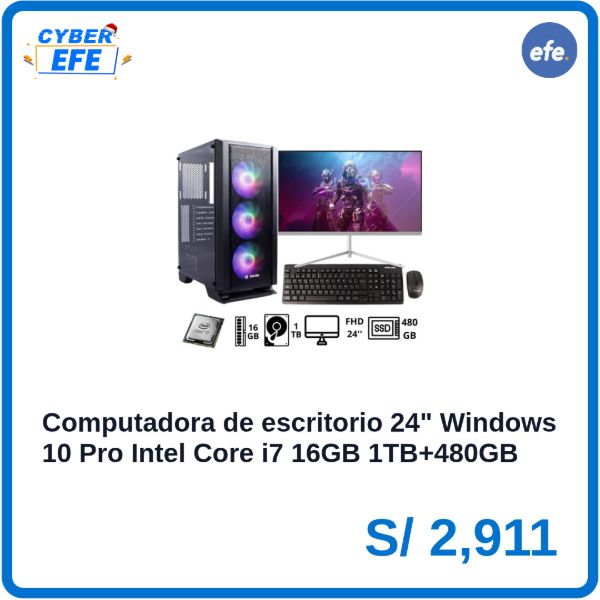 CYBER
EFE
efe.
16
GB
1
TB
FHD
24''
SSD
480
GB
Computadora de escritorio 24" Windows
10 Pro Intel Core i7 16GB 1TB+480GB
S/ 2,911